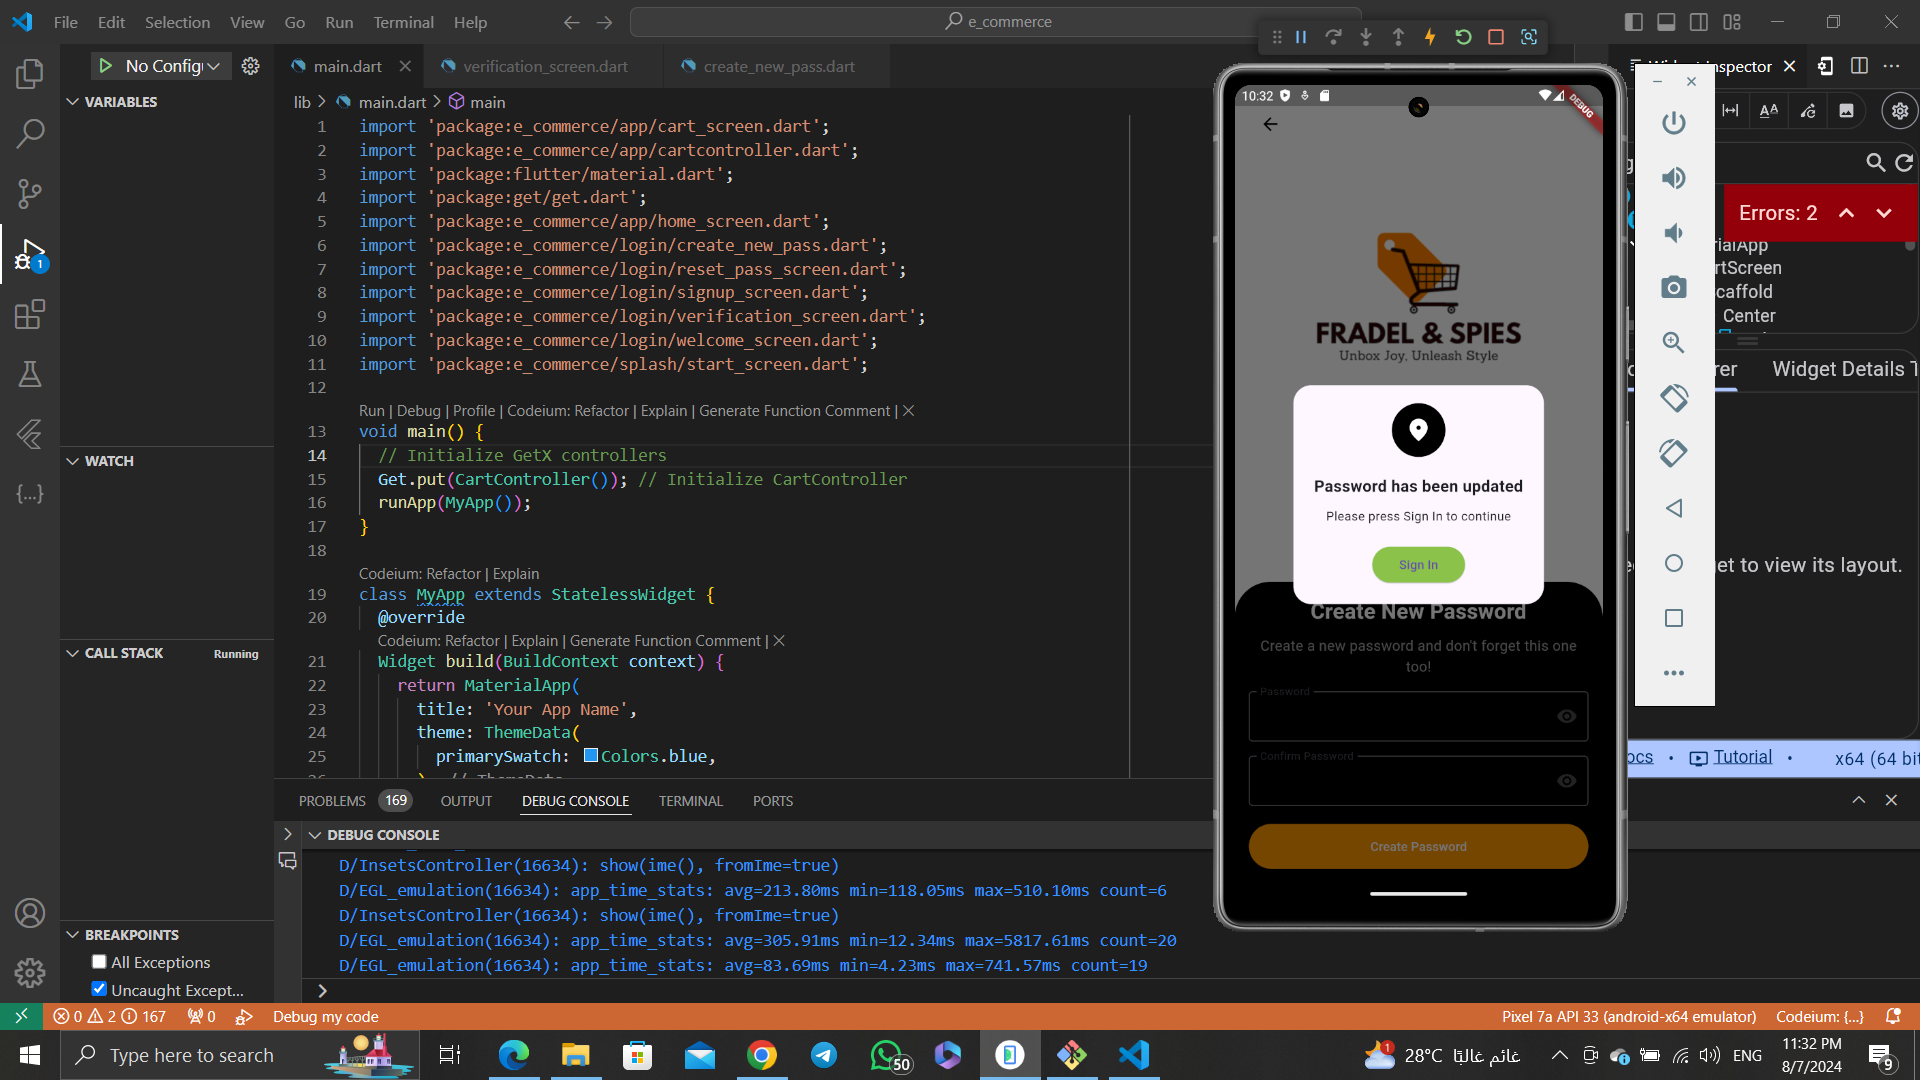 File Edit Selection View Go Run Terminal Help
e_commerce
No Config
main.dart
verification_screen.dart
create_new_pass.dart
Inspector
VARIABLES
lib > main.dart > main
1 import 'package:e_commerce/app/cart_screen.dart';
2 import 'package:e_commerce/app/cartcontroller.dart';
3 import 'package:flutter/material.dart';
4 import 'package:get/get.dart';
5 import 'package:e_commerce/app/home_screen.dart';
6 import 'package:e_commerce/login/create_new_pass.dart';
7 import 'package:e_commerce/login/reset_pass_screen.dart';
8 import 'package:e_commerce/login/signup_screen.dart';
9 import 'package:e_commerce/login/verification_screen.dart';
10 import 'package:e_commerce/login/welcome_screen.dart';
11 import 'package:e_commerce/splash/start_screen.dart';
12
Run | Debug | Profile | Codeium: Refactor | Explain | Generate Function Comment | X
13 void main() {
14 // Initialize GetX controllers
15 Get.put(CartController()); // Initialize CartController
16 runApp(MyApp());
17 }
18
Codeium: Refactor | Explain
19 class MyApp extends StatelessWidget {
20 @override
Codeium: Refactor | Explain | Generate Function Comment | X
21 Widget build(BuildContext context) {
22 return MaterialApp(
23 title: 'Your App Name',
24 theme: ThemeData(
25 primarySwatch: Colors.blue,
WATCH
CALL STACK
Running
BREAKPOINTS
All Exceptions
Uncaught Except...
1
10:32
DEBUG
FRADEL & SPIES
Unbox Joy, Unleash Style
Password has been updated
Please press Sign In to continue
Sign In
Create New Password
Create a new password and don't forget this one
too!
Password
Confirm Password
Create Password
Errors: 2
rialApp
rtScreen
caffold
Center
rer
Widget Details T
et to view its layout.
ocs • Tutorial • x64 (64 bit
PROBLEMS 169 OUTPUT DEBUG CONSOLE TERMINAL PORTS
DEBUG CONSOLE
D/InsetsController(16634): show(ime(), fromIme=true)
D/EGL_emulation(16634): app_time_stats: avg=213.80ms min=118.05ms max=510.10ms count=6
D/InsetsController(16634): show(ime(), fromIme=true)
D/EGL_emulation(16634): app_time_stats: avg=305.91ms min=12.34ms max=5817.61ms count=20
D/EGL_emulation(16634): app_time_stats: avg=83.69ms min=4.23ms max=741.57ms count=19
>
0 2 167 0 Debug my code
Pixel 7a API 33 (android-x64 emulator) Codeium: {...}
Type here to search
50
1
28°C غائم غالبًا
ENG
11:32 PM
8/7/2024
9